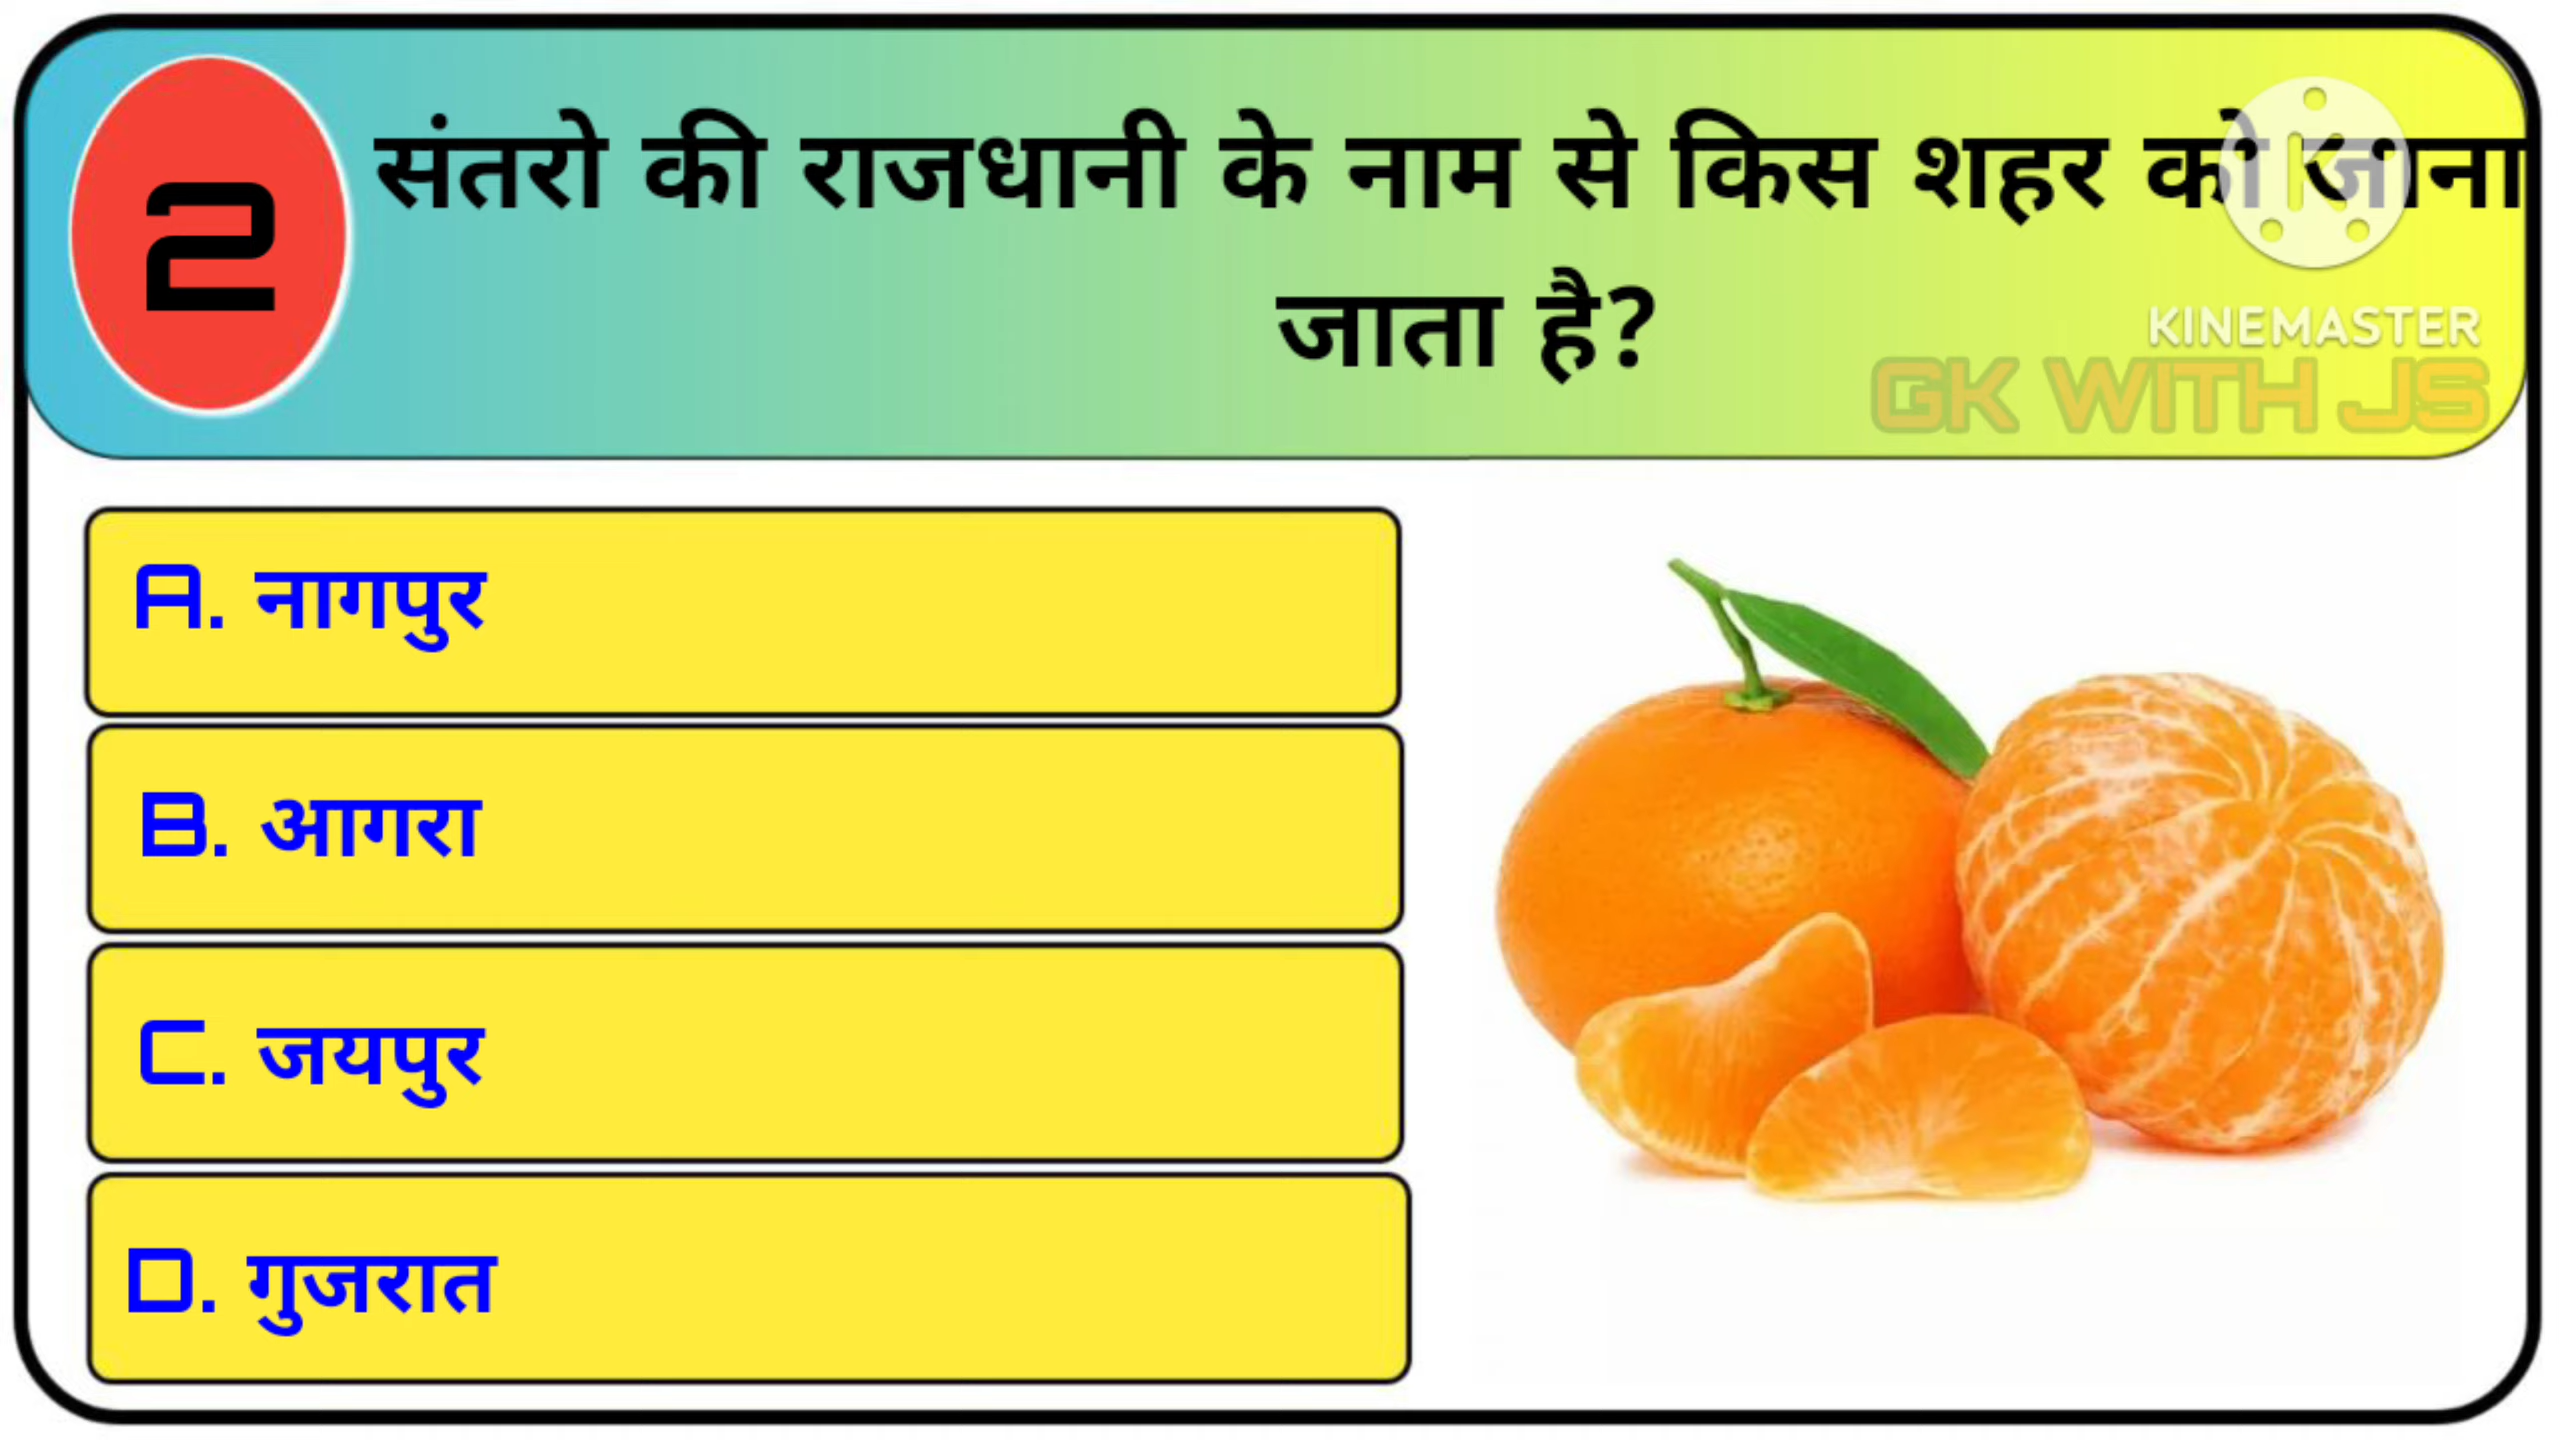 2
संतरो की राजधानी के नाम से किस शहर को जाना
जाता है?
KINEMASTER
GK WITH JS
A. नागपुर
B. आगरा
C. जयपुर
D. गुजरात